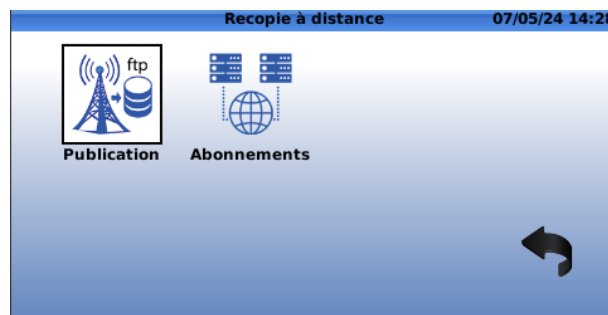 Recopie à distance 07/05/24 14:28
ftp
Publication Abonnements